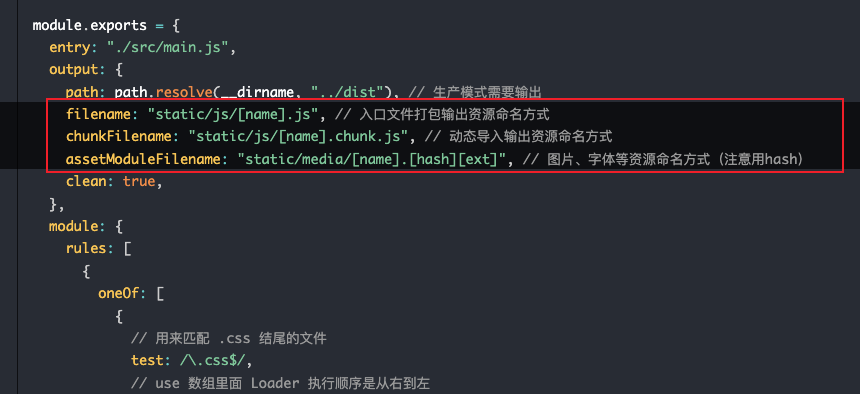 module.exports = {
entry: "./src/main.js",
output: {
path: path.resolve(__dirname, "../dist"), // 生产模式需要输出
filename: "static/js/[name].js", // 入口文件打包输出资源命名方式
chunkFilename: "static/js/[name].chunk.js", // 动态导入输出资源命名方式
assetModuleFilename: "static/media/[name].[hash][ext]", // 图片、字体等资源命名方式（注意用hash）
clean: true,
},
module: {
rules: [
{
oneOf: [
{
// 用来匹配 .css 结尾的文件
test: /\.css$/,
// use 数组里面 Loader 执行顺序是从右到左